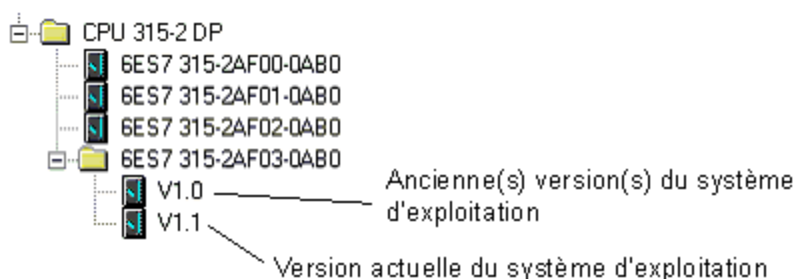 CPU 315-2 DP
6ES7 315-2AF00-0AB0
6ES7 315-2AF01-0AB0
6ES7 315-2AF02-0AB0
6ES7 315-2AF03-0AB0
V1.0
Ancienne(s) version(s) du système
d'exploitation
V1.1
Version actuelle du système d'exploitation